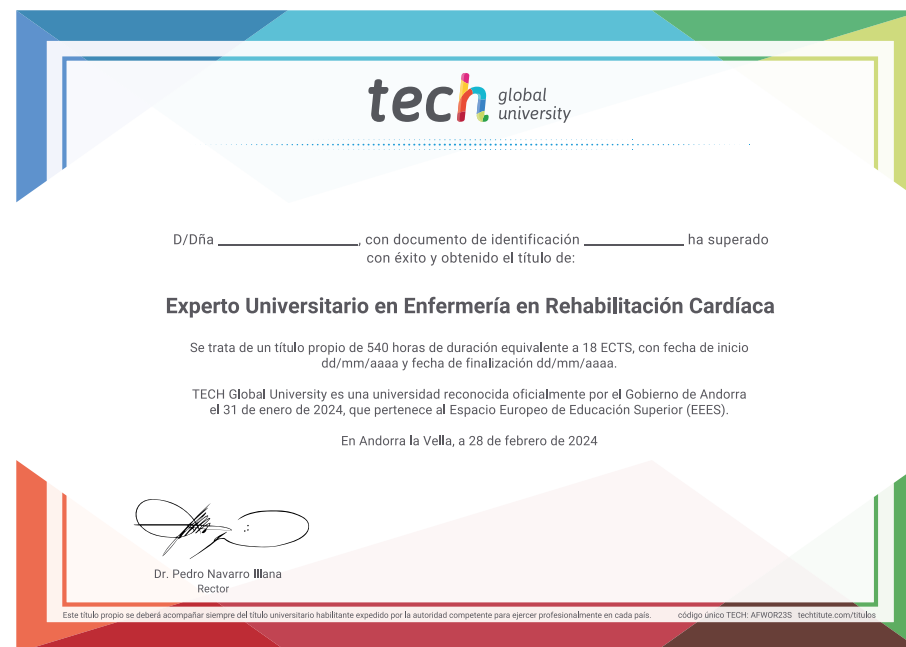 tech global
university
D/Dña ____________________, con documento de identificación ______________ ha superado
con éxito y obtenido el título de:
Experto Universitario en Enfermería en Rehabilitación Cardíaca
Se trata de un título propio de 540 horas de duración equivalente a 18 ECTS, con fecha de inicio
dd/mm/aaaa y fecha de finalización dd/mm/aaaa.
TECH Global University es una universidad reconocida oficialmente por el Gobierno de Andorra
el 31 de enero de 2024, que pertenece al Espacio Europeo de Educación Superior (EEES).
En Andorra la Vella, a 28 de febrero de 2024
Dr. Pedro Navarro Illana
Rector
Este título propio se deberá acompañar siempre del título universitario habilitante expedido por la autoridad competente para ejercer profesionalmente en cada país. código único TECH: AFWOR23S techtitute.com/titulos